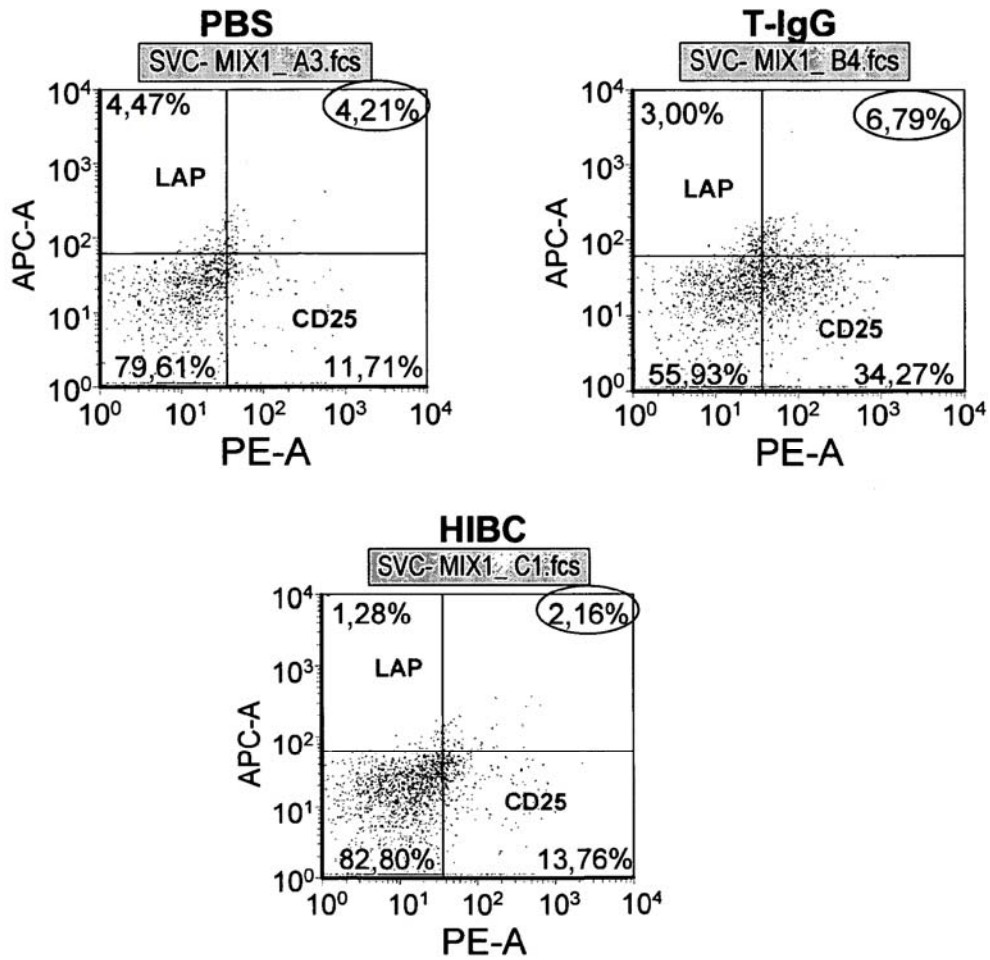 PBS
SVC- MIX1_ A3.fcs
10⁴
4,47%
4,21%
10³
LAP
APC-A
10²
10¹
CD25
79,61%
11,71%
10⁰
10⁰ 10¹ 10² 10³ 10⁴
PE-A
T-IgG
SVC- MIX1_ B4.fcs
10⁴
3,00%
6,79%
10³
LAP
APC-A
10²
10¹
CD25
55,93%
34,27%
10⁰
10⁰ 10¹ 10² 10³ 10⁴
PE-A
HIBC
SVC- MIX1_ C1.fcs
10⁴
1,28%
2,16%
10³
LAP
APC-A
10²
10¹
CD25
82,80%
13,76%
10⁰
10⁰ 10¹ 10² 10³ 10⁴
PE-A